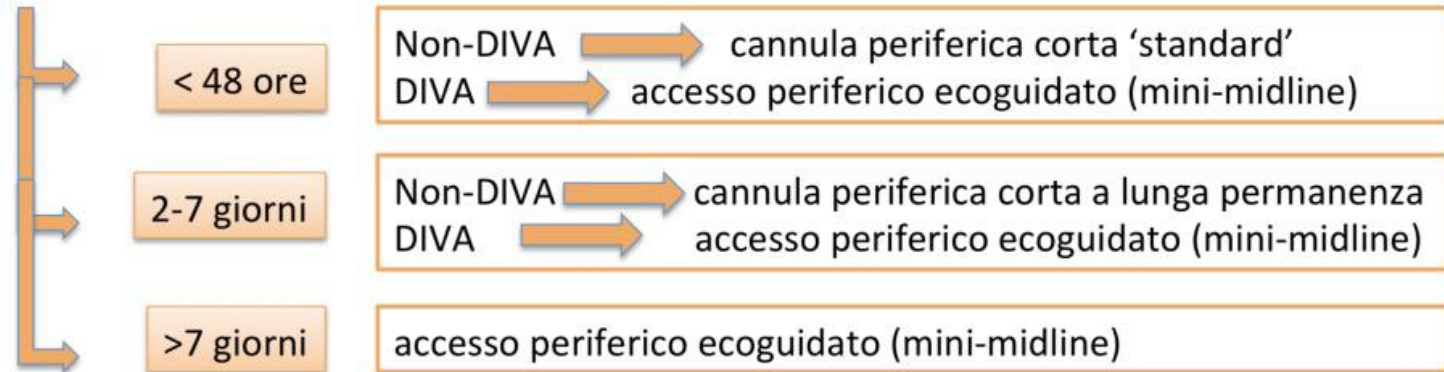 < 48 ore
Non-DIVA cannula periferica corta ‘standard’
DIVA accesso periferico ecoguidato (mini-midline)
2-7 giorni
Non-DIVA cannula periferica corta a lunga permanenza
DIVA accesso periferico ecoguidato (mini-midline)
>7 giorni
accesso periferico ecoguidato (mini-midline)